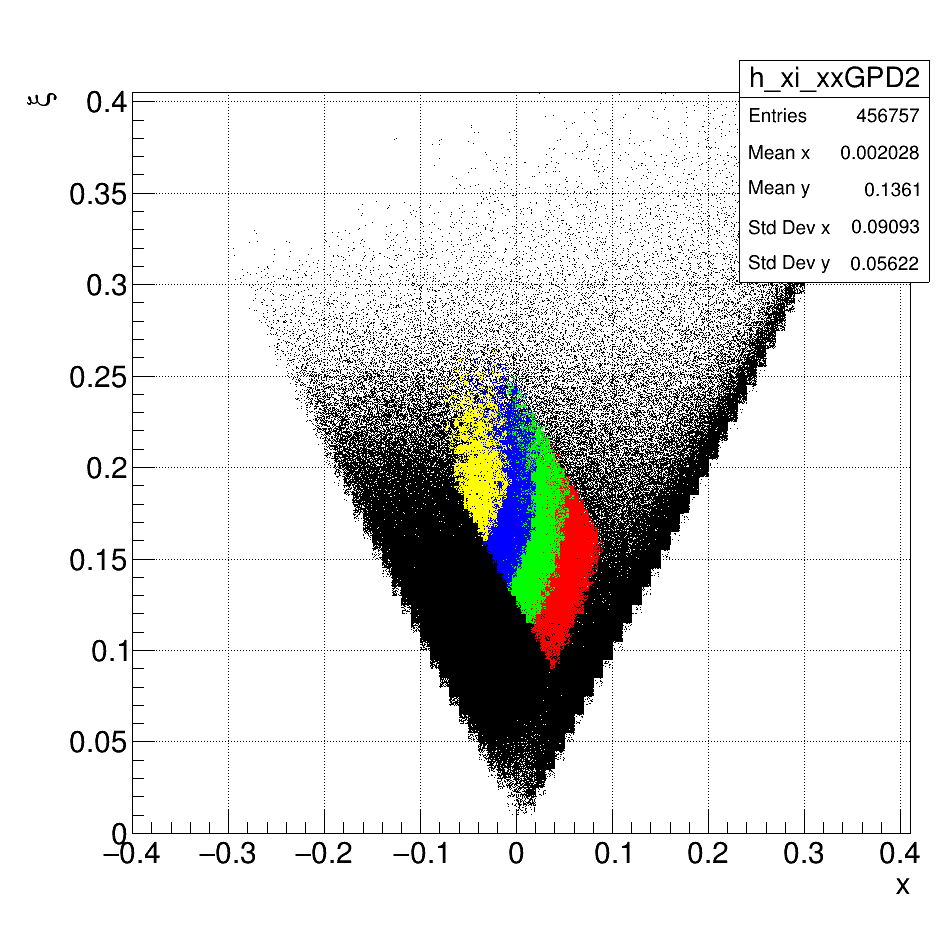 h_xi_xxGPD2
Entries 456757
Mean x 0.002028
Mean y 0.1361
Std Dev x 0.09093
Std Dev y 0.05622
ξ
0.4
0.35
0.3
0.25
0.2
0.15
0.1
0.05
0
−0.4 −0.3 −0.2 −0.1 0 0.1 0.2 0.3 0.4
x